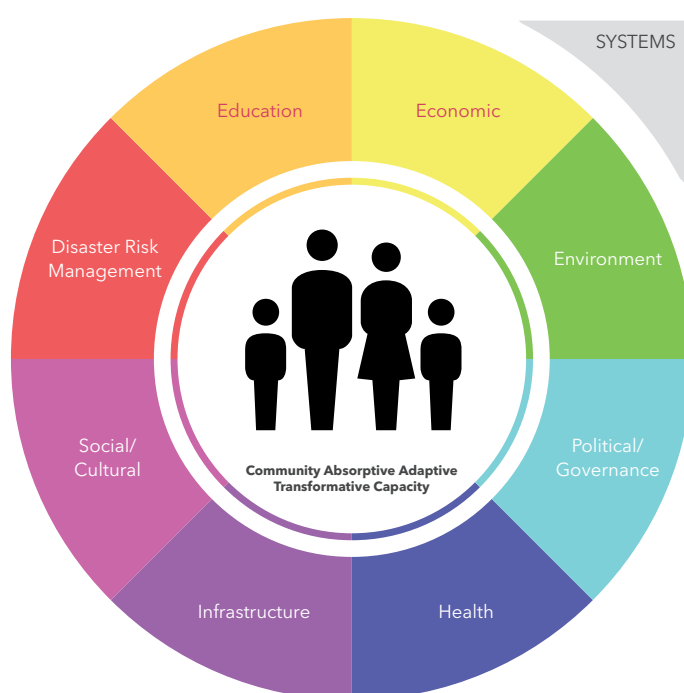 SYSTEMS
Education
Economic
Disaster Risk
Management
Environment
Social/
Cultural
Political/
Governance
Community Absorptive Adaptive
Transformative Capacity
Infrastructure
Health